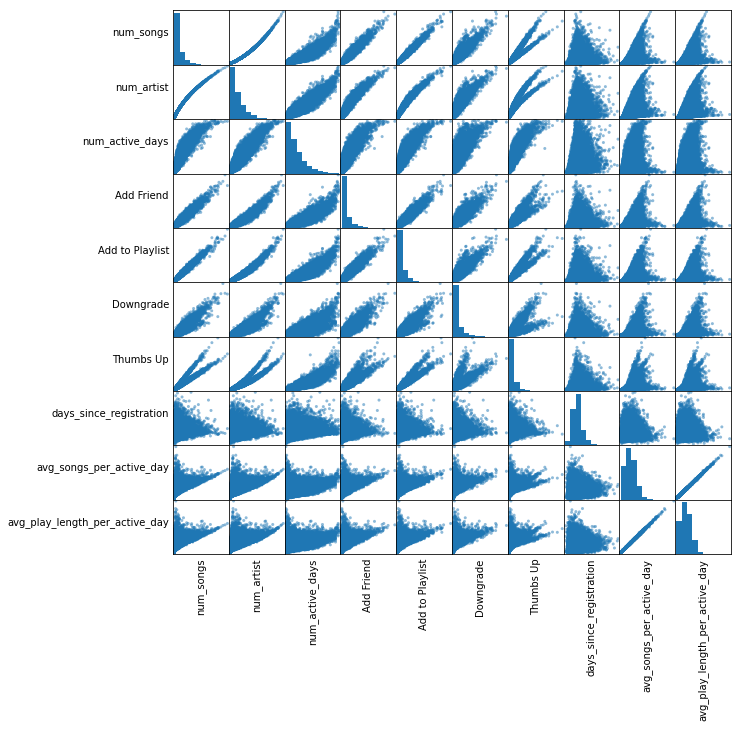 num_songs
num_artist
num_active_days
Add Friend
Add to Playlist
Downgrade
Thumbs Up
days_since_registration
avg_songs_per_active_day
avg_play_length_per_active_day
num_songs
num_artist
num_active_days
Add Friend
Add to Playlist
Downgrade
Thumbs Up
days_since_registration
avg_songs_per_active_day
avg_play_length_per_active_day